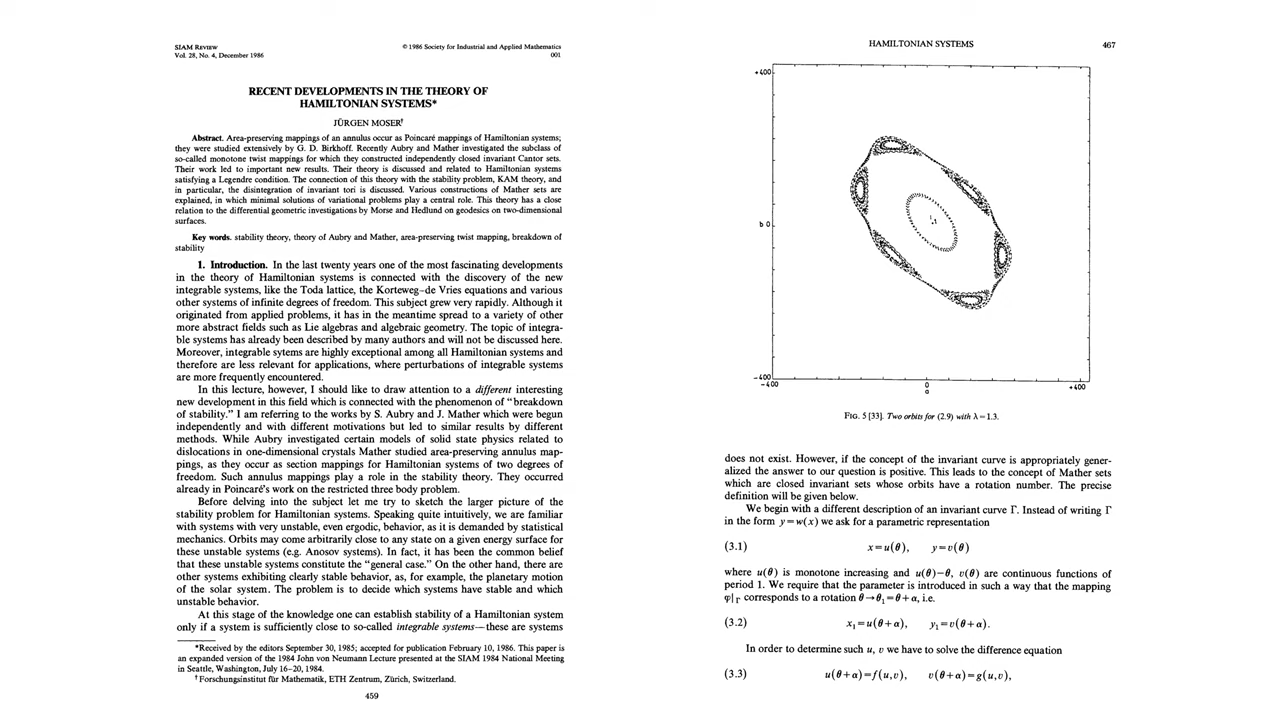 SIAM REVIEW
Vol. 28, No. 4, December 1986
© 1986 Society for Industrial and Applied Mathematics
001
RECENT DEVELOPMENTS IN THE THEORY OF
HAMILTONIAN SYSTEMS*
JÜRGEN MOSER†
Abstract. Area-preserving mappings of an annulus occur as Poincaré mappings of Hamiltonian systems;
they were studied extensively by G. D. Birkhoff. Recently Aubry and Mather investigated the subclass of
so-called monotone twist mappings for which they constructed independently closed invariant Cantor sets.
Their work led to important new results. Their theory is discussed and related to Hamiltonian systems
satisfying a Legendre condition. The connection of this theory with the stability problem, KAM theory, and
in particular, the disintegration of invariant tori is discussed. Various constructions of Mather sets are
explained, in which minimal solutions of variational problems play a central role. This theory has a close
relation to the differential geometric investigations by Morse and Hedlund on geodesics on two-dimensional
surfaces.
Key words. stability theory, theory of Aubry and Mather, area-preserving twist mapping, breakdown of
stability
1. Introduction. In the last twenty years one of the most fascinating developments
in the theory of Hamiltonian systems is connected with the discovery of the new
integrable systems, like the Toda lattice, the Korteweg–de Vries equations and various
other systems of infinite degrees of freedom. This subject grew very rapidly. Although it
originated from applied problems, it has in the meantime spread to a variety of other
more abstract fields such as Lie algebras and algebraic geometry. The topic of integra-
ble systems has already been described by many authors and will not be discussed here.
Moreover, integrable sytems are highly exceptional among all Hamiltonian systems and
therefore are less relevant for applications, where perturbations of integrable systems
are more frequently encountered.
In this lecture, however, I should like to draw attention to a different interesting
new development in this field which is connected with the phenomenon of “breakdown
of stability.” I am referring to the works by S. Aubry and J. Mather which were begun
independently and with different motivations but led to similar results by different
methods. While Aubry investigated certain models of solid state physics related to
dislocations in one-dimensional crystals Mather studied area-preserving annulus map-
pings, as they occur as section mappings for Hamiltonian systems of two degrees of
freedom. Such annulus mappings play a role in the stability theory. They occurred
already in Poincaré’s work on the restricted three body problem.
Before delving into the subject let me try to sketch the larger picture of the
stability problem for Hamiltonian systems. Speaking quite intuitively, we are familiar
with systems with very unstable, even ergodic, behavior, as it is demanded by statistical
mechanics. Orbits may come arbitrarily close to any state on a given energy surface for
these unstable systems (e.g. Anosov systems). In fact, it has been the common belief
that these unstable systems constitute the “general case.” On the other hand, there are
other systems exhibiting clearly stable behavior, as, for example, the planetary motion
of the solar system. The problem is to decide which systems have stable and which
unstable behavior.
At this stage of the knowledge one can establish stability of a Hamiltonian system
only if a system is sufficiently close to so-called integrable systems—these are systems
*Received by the editors September 30, 1985; accepted for publication February 10, 1986. This paper is
an expanded version of the 1984 John von Neumann Lecture presented at the SIAM 1984 National Meeting
in Seattle, Washington, July 16–20, 1984.
†Forschungsinstitut für Mathematik, ETH Zentrum, Zürich, Switzerland.
459
HAMILTONIAN SYSTEMS 467
+400
b 0
-400
-400 0 +400
a
FIG. 5 [33]. Two orbits for (2.9) with λ = 1.3.
does not exist. However, if the concept of the invariant curve is appropriately gener-
alized the answer to our question is positive. This leads to the concept of Mather sets
which are closed invariant sets whose orbits have a rotation number. The precise
definition will be given below.
We begin with a different description of an invariant curve Γ. Instead of writing Γ
in the form y=w(x) we ask for a parametric representation
(3.1) x=u(θ), y=v(θ)
where u(θ) is monotone increasing and u(θ)−θ, v(θ) are continuous functions of
period 1. We require that the parameter is introduced in such a way that the mapping
φ|Γ corresponds to a rotation θ→θ₁=θ+α, i.e.
(3.2) x₁=u(θ+α), y₁=v(θ+α).
In order to determine such u, v we have to solve the difference equation
(3.3) u(θ+α)=f(u,v), v(θ+α)=g(u,v),